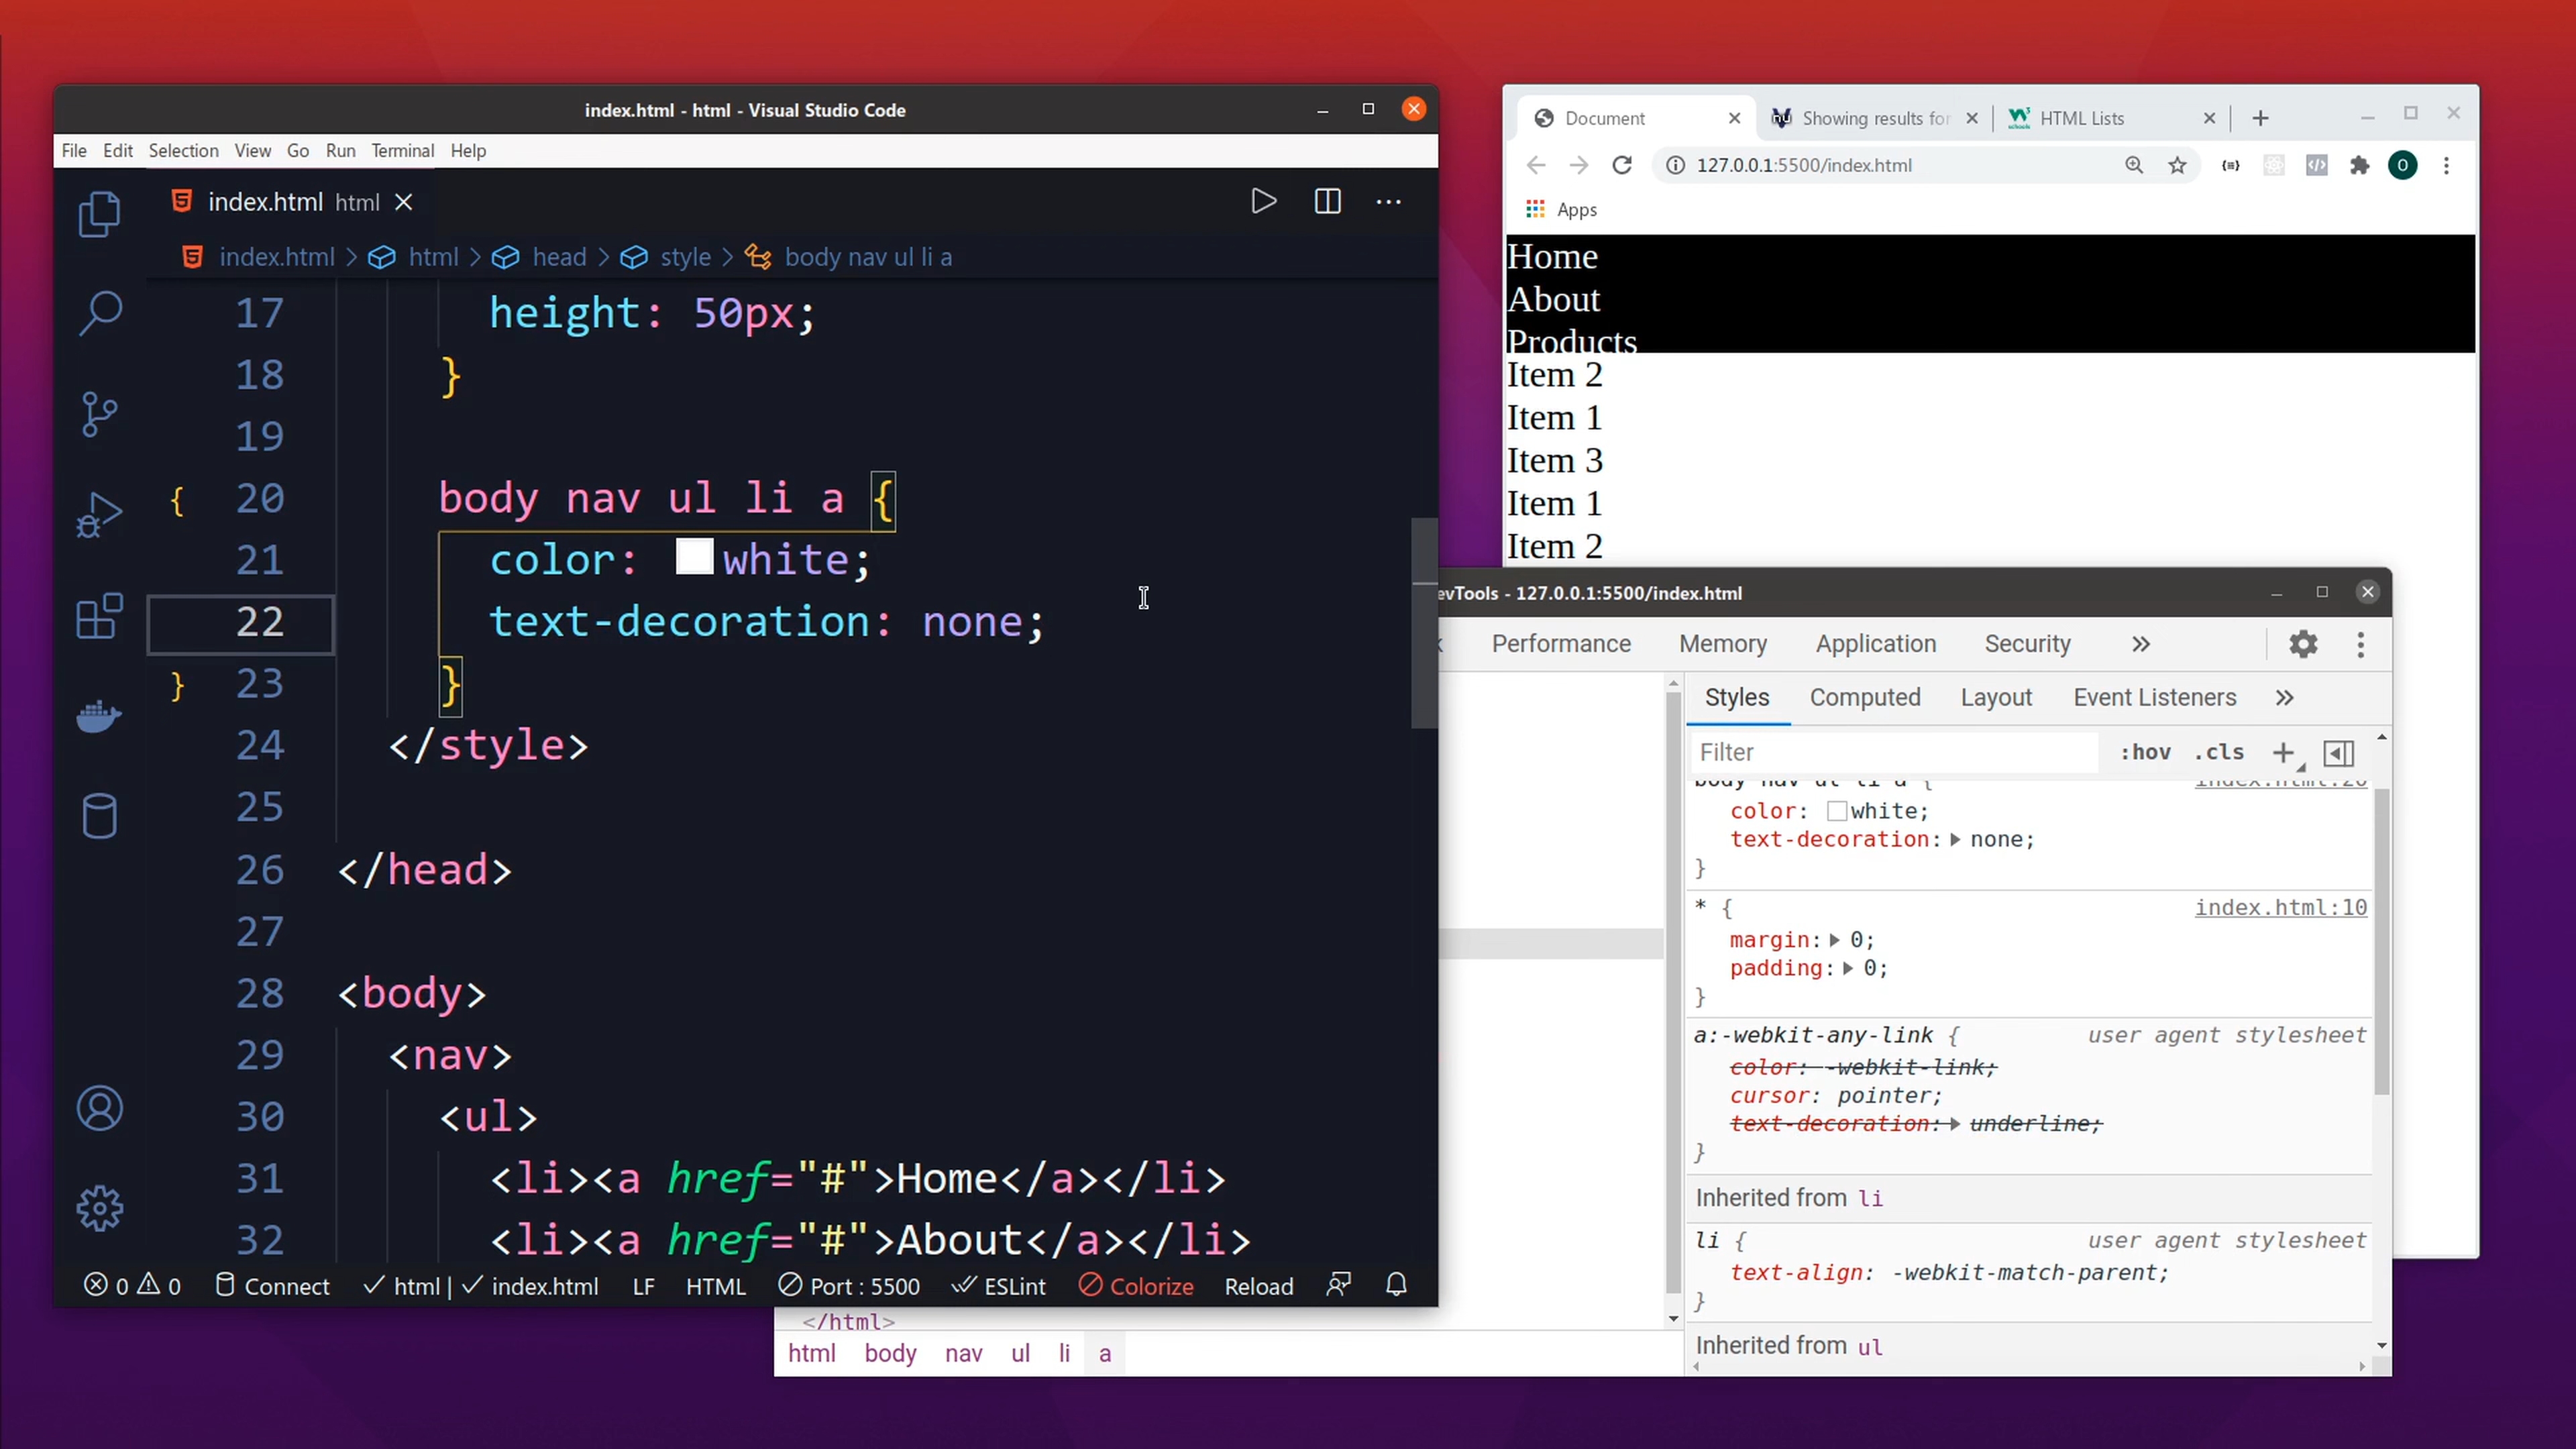 index.html - html - Visual Studio Code
File Edit Selection View Go Run Terminal Help
index.html html
index.html > html > head > style > body nav ul li a
17 height: 50px;
18 }
19
{ 20 body nav ul li a {
21 color: white;
22 text-decoration: none;
} 23 }
24 </style>
25
26 </head>
27
28 <body>
29 <nav>
30 <ul>
31 <li><a href="#">Home</a></li>
32 <li><a href="#">About</a></li>
0 0 Connect html | index.html LF HTML Port : 5500 ESLint Colorize Reload
Document Showing results for HTML Lists
127.0.0.1:5500/index.html
Apps
Home
About
Products
Item 2
Item 1
Item 3
Item 1
Item 2
evTools - 127.0.0.1:5500/index.html
Performance Memory Application Security
Styles Computed Layout Event Listeners
Filter :hov .cls
body nav ul li a { index.html:20
color: white;
text-decoration: none;
}
* { index.html:10
margin: 0;
padding: 0;
}
a:-webkit-any-link { user agent stylesheet
color: -webkit-link;
cursor: pointer;
text-decoration: underline;
}
Inherited from li
li { user agent stylesheet
text-align: -webkit-match-parent;
}
Inherited from ul
</html>
html body nav ul li a